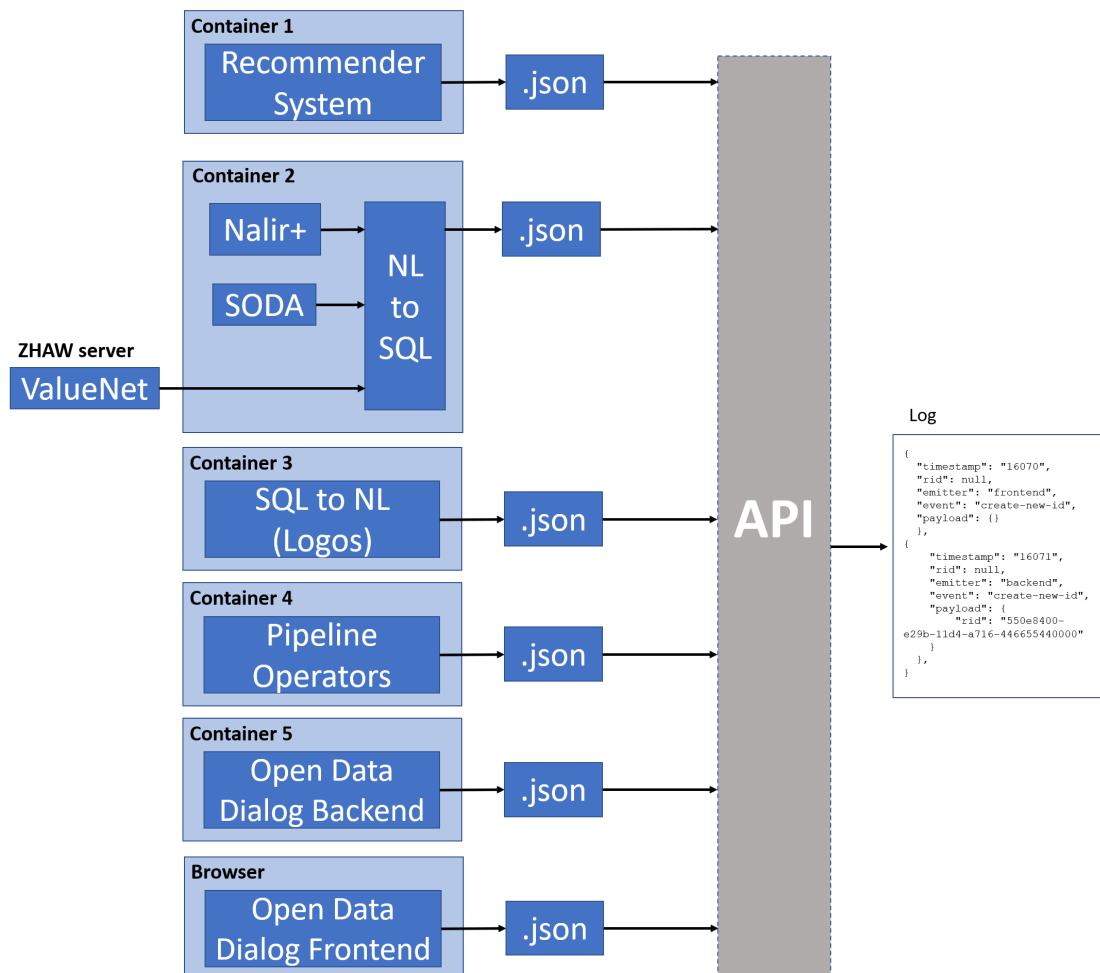 Container 1
Recommender
System
.json
Container 2
Nalir+
SODA
NL
to
SQL
.json
ZHAW server
ValueNet
Container 3
SQL to NL
(Logos)
.json
Container 4
Pipeline
Operators
.json
Container 5
Open Data
Dialog Backend
.json
Browser
Open Data
Dialog Frontend
.json
API
Log
{
"timestamp": "16070",
"rid": null,
"emitter": "frontend",
"event": "create-new-id",
"payload": {}
},
{
"timestamp": "16071",
"rid": null,
"emitter": "backend",
"event": "create-new-id",
"payload": {
"rid": "550e8400-
e29b-11d4-a716-446655440000"
}
},
}